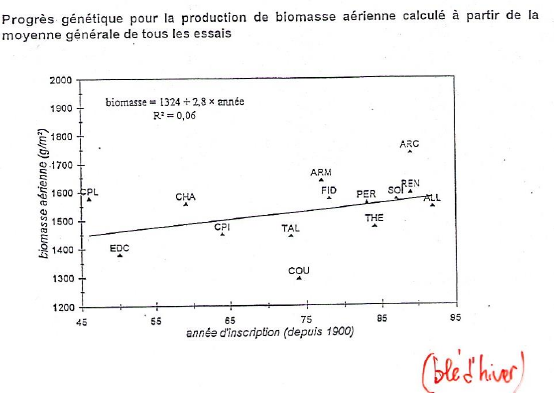 Progrès génétique pour la production de biomasse aérienne calculé à partir de la
moyenne générale de tous les essais
2000
biomasse = 1324 + 2,8 × année
1900
R² = 0,06
1800
ARC
1700
ARM
FID
PER
SOI
REN
CPL
1600
CHA
ALL
THE
1500
CPI
TAL
EDC
1400
COU
1300
1200
biomasse aérienne (g/m²)
45
55
65
75
85
95
année d'inscription (depuis 1900)
(blé d'hiver)